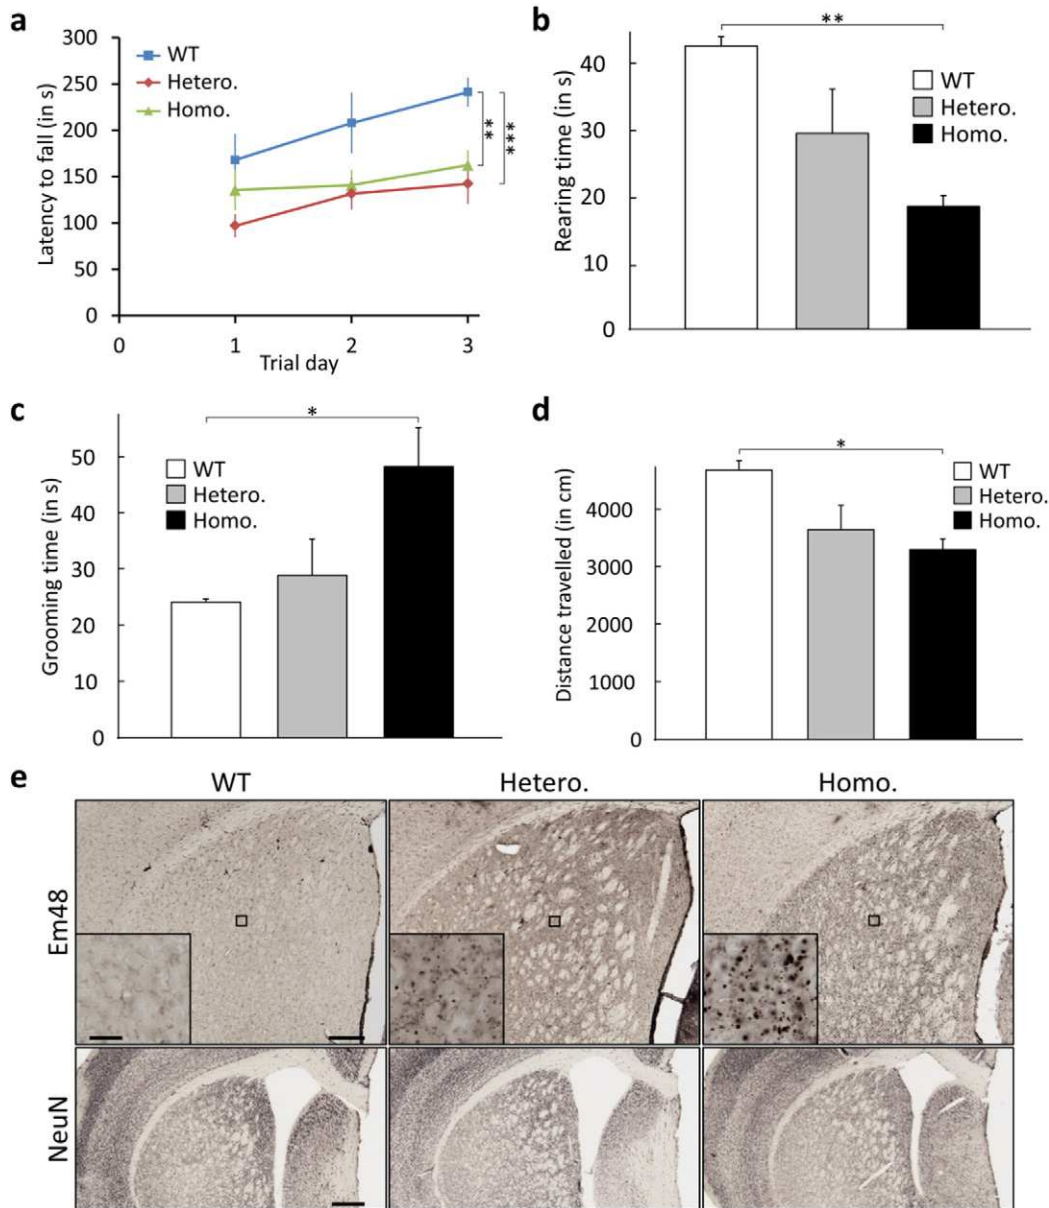 a
300
250
200
150
100
50
0
Latency to fall (in s)
WT
Hetero.
Homo.
**
***
0
1
2
3
Trial day
b
40
30
20
10
0
Rearing time (in s)
**
WT
Hetero.
Homo.
c
50
40
30
20
10
0
Grooming time (in s)
*
WT
Hetero.
Homo.
d
4000
3000
2000
1000
0
Distance travelled (in cm)
*
WT
Hetero.
Homo.
e
WT
Hetero.
Homo.
Em48
NeuN